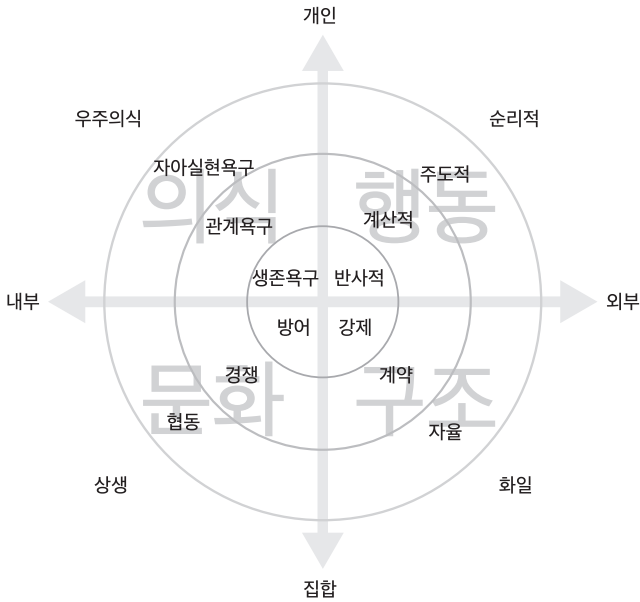 개인
우주의식
순리적
자아실현욕구
주도적
의식
행동
관계욕구
계산적
생존욕구
반사적
내부
외부
방어
강제
경쟁
계약
문화
구조
협동
자율
상생
화일
집합